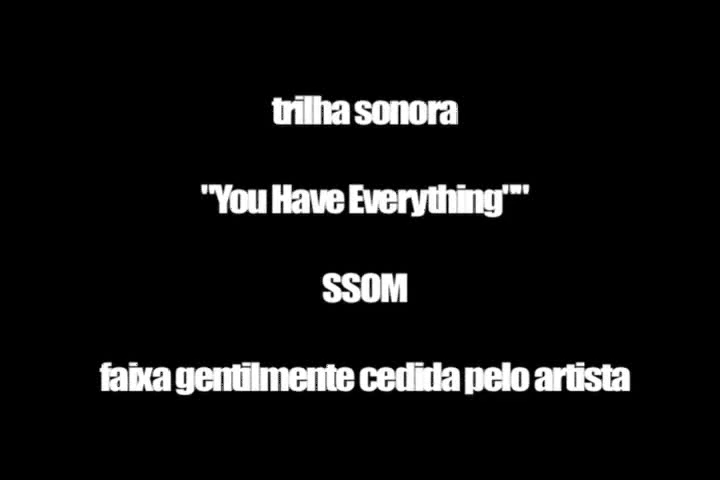 trilha sonora
"You Have Everything""
SSOM
faixa gentilmente cedida pelo artista